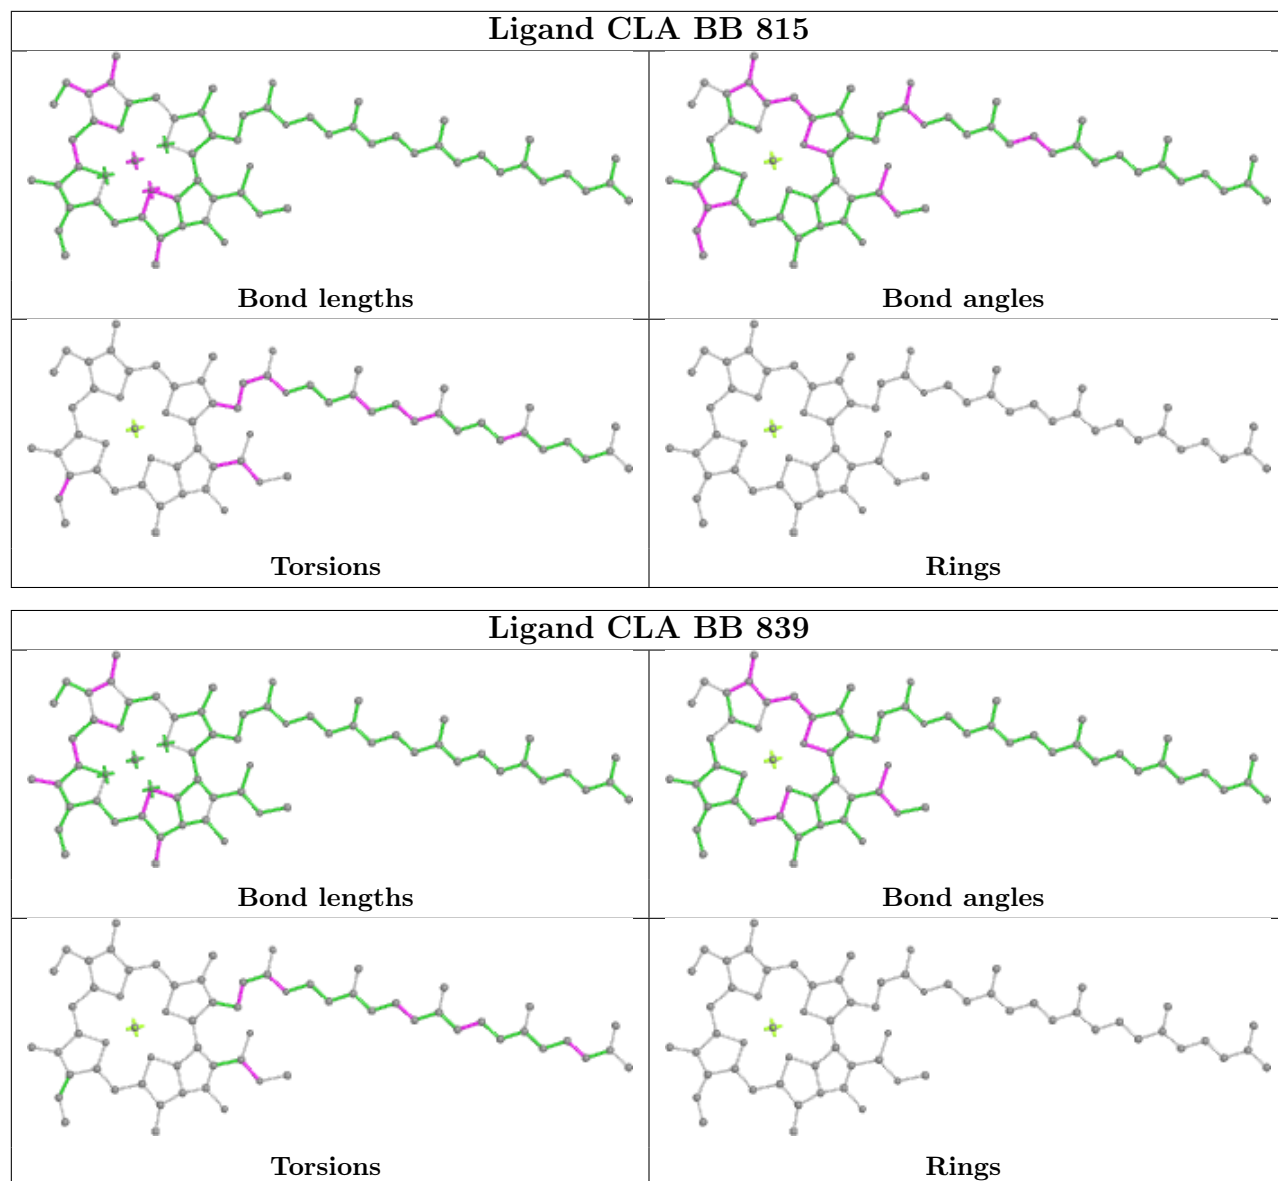 Ligand CLA BB 815
Bond lengths
Bond angles
Torsions
Rings
Ligand CLA BB 839
Bond lengths
Bond angles
Torsions
Rings